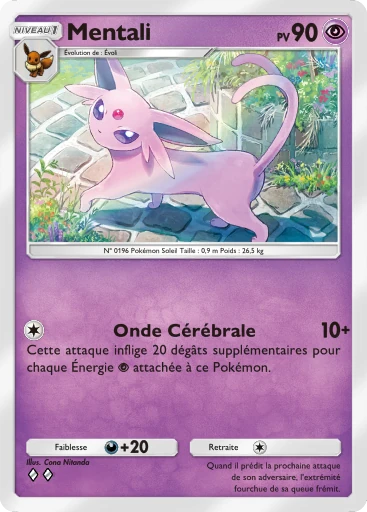 NIVEAU 1
Mentali
PV 90
Évolution de : Évoli
N° 0196 Pokémon Soleil Taille : 0,9 m Poids : 26,5 kg
Onde Cérébrale 10+
Cette attaque inflige 20 dégâts supplémentaires pour
chaque Énergie attachée à ce Pokémon.
Faiblesse +20
Retraite
Illus. Cona Nitanda
Quand il prédit la prochaine attaque
de son adversaire, l'extrémité
fourchue de sa queue frémit.